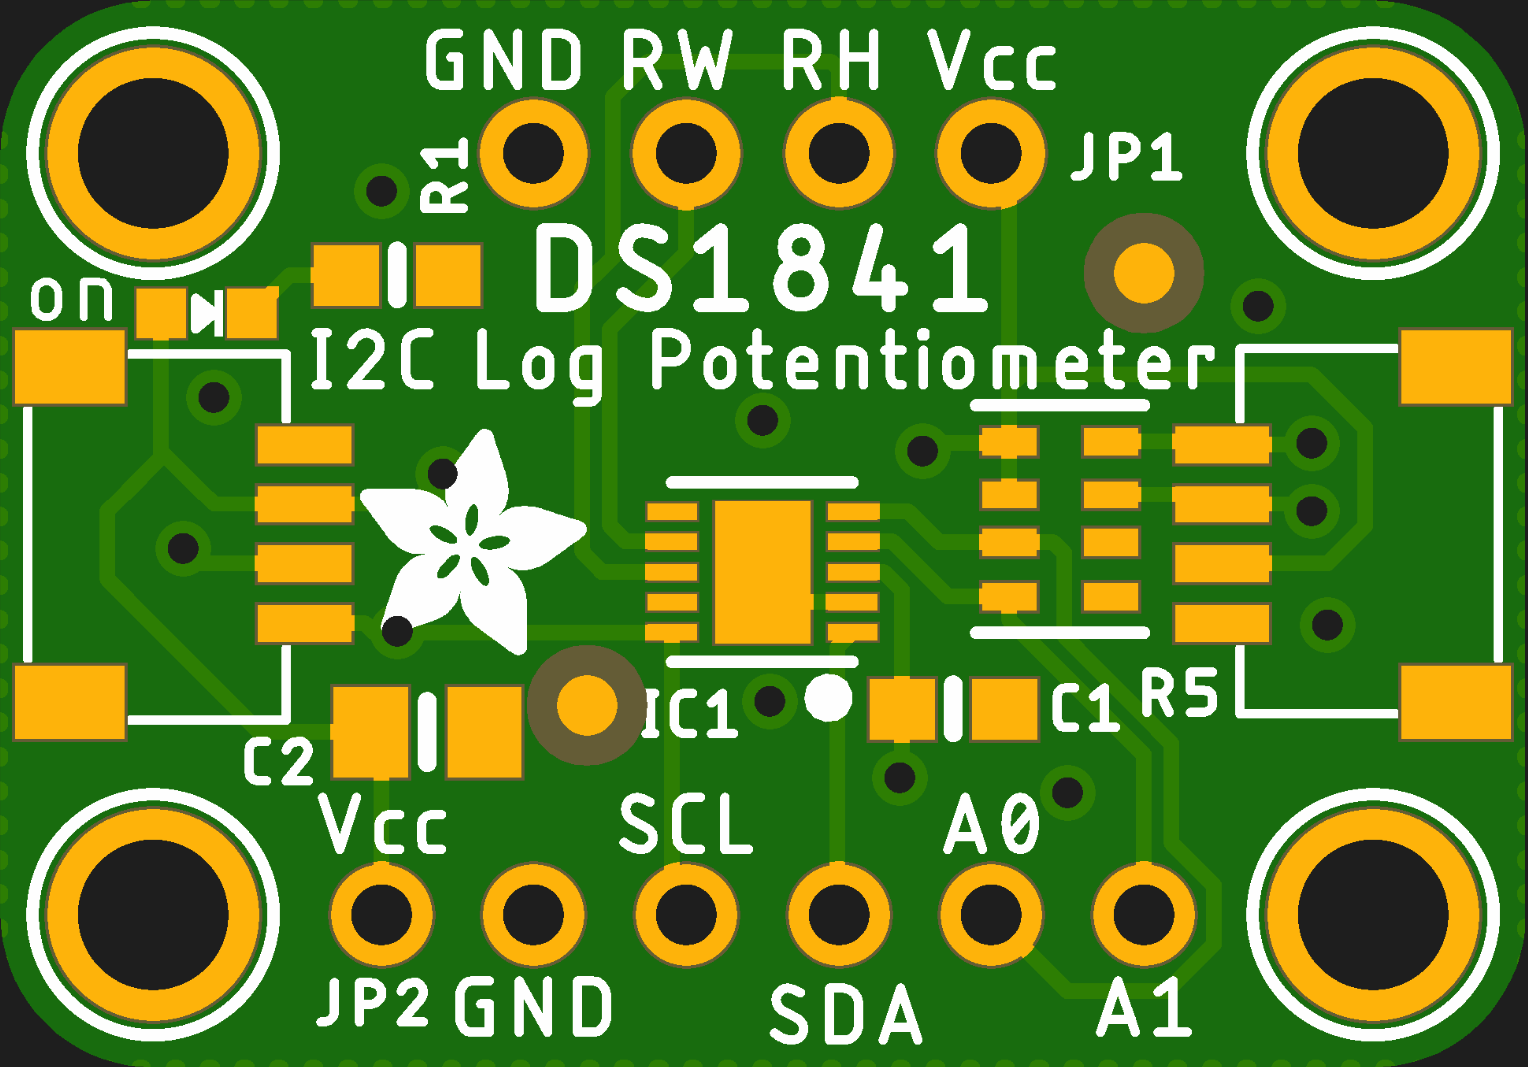 GND RW RH Vcc
R1
JP1
DS1841
on
I2C Log Potentiometer
IC1
C1
R5
C2
Vcc
SCL
A0
JP2
GND
SDA
A1